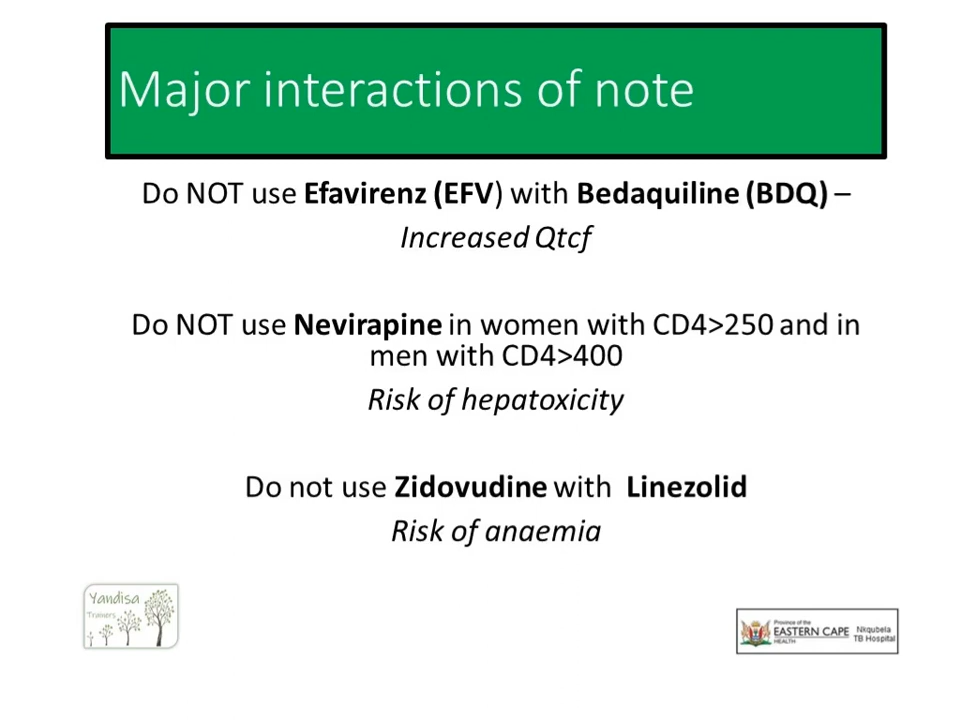 Major interactions of note
Do NOT use Efavirenz (EFV) with Bedaquiline (BDQ) –
Increased Qtcf
Do NOT use Nevirapine in women with CD4>250 and in
men with CD4>400
Risk of hepatoxicity
Do not use Zidovudine with Linezolid
Risk of anaemia
Yandisa
Trainers
Province of the
EASTERN CAPE
HEALTH
Nkqubela
TB Hospital